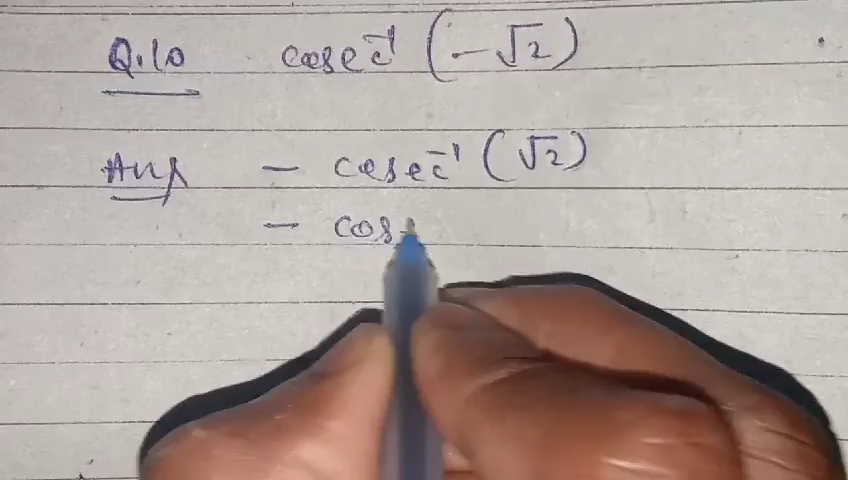 Q.10 cosec⁻¹ (-√2)
Ans - cosec⁻¹ (√2)
- cos